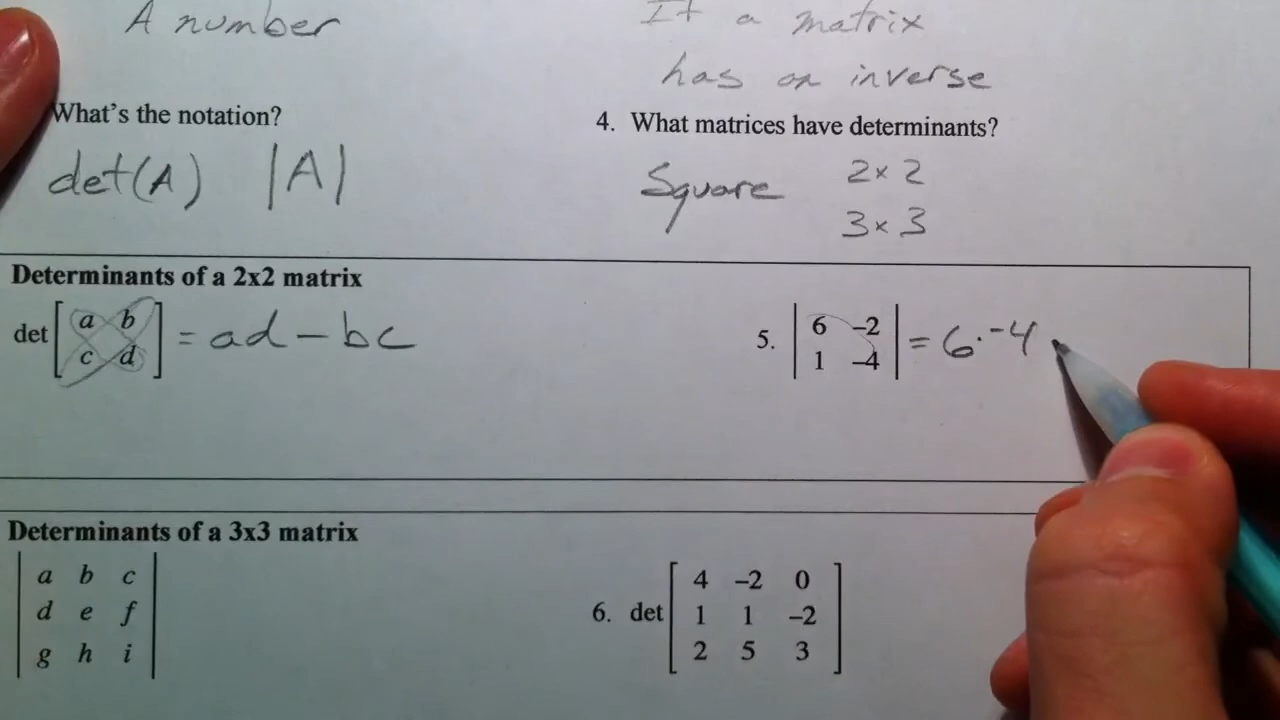 A number
If a matrix
has an inverse
What's the notation?
det(A) |A|
4. What matrices have determinants?
Square 2×2
3×3
Determinants of a 2x2 matrix
det [ a b
c d ] = ad - bc
5. | 6 –2
1 –4 | = 6·-4
Determinants of a 3x3 matrix
a b c
d e f
g h i
6. det
4 –2 0
1 1 –2
2 5 3